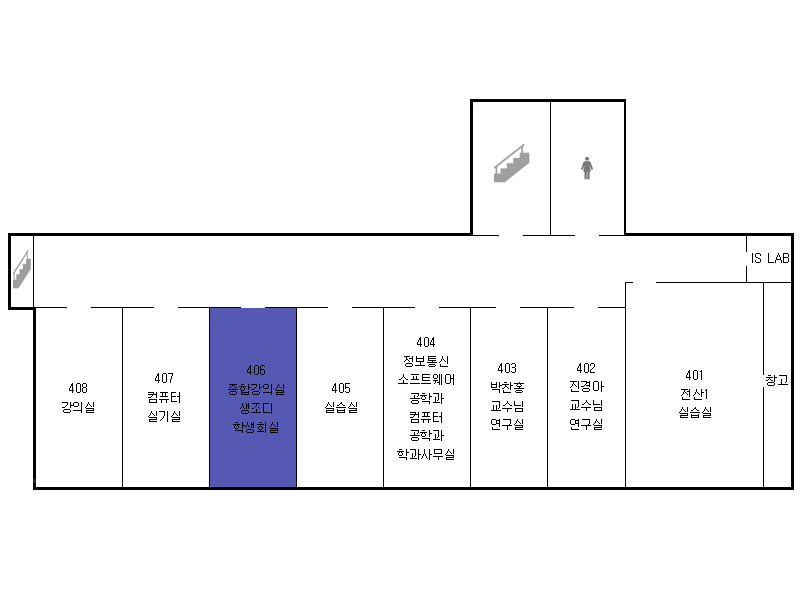 IS LAB
408
강의실
407
컴퓨터
실기실
406
종합강의실
생조디
학생회실
405
실습실
404
정보통신
소프트웨어
공학과
컴퓨터
공학과
학과사무실
403
박찬홍
교수님
연구실
402
진경아
교수님
연구실
401
전산1
실습실
창고